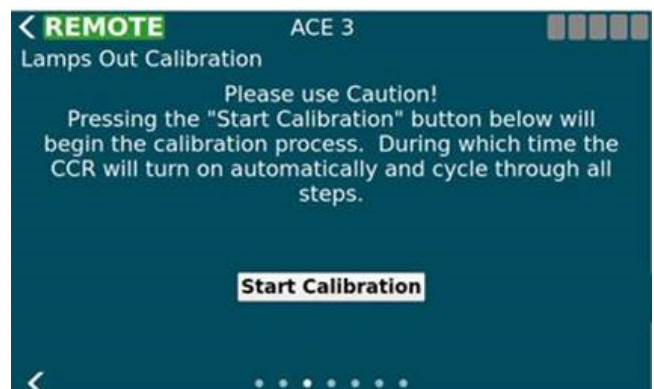 REMOTE ACE 3
Lamps Out Calibration
Please use Caution!
Pressing the "Start Calibration" button below will
begin the calibration process. During which time the
CCR will turn on automatically and cycle through all
steps.
Start Calibration